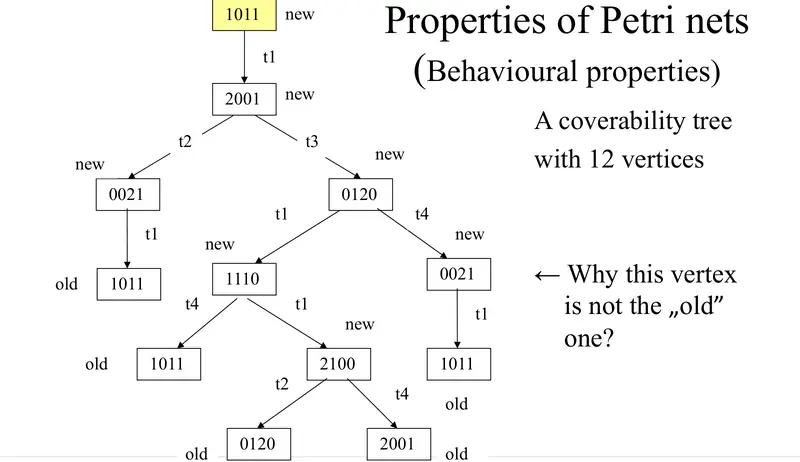 1011 new
Properties of Petri nets
t1
(Behavioural properties)
2001 new
A coverability tree
with 12 vertices
t2 t3
new new
0021 0120
t1 t1 t4
new new
old 1011 1110 0021
← Why this vertex
is not the „old”
one?
t4 t1 t1
new
old 1011 2100 1011
t2 t4 old
old 0120 2001 old